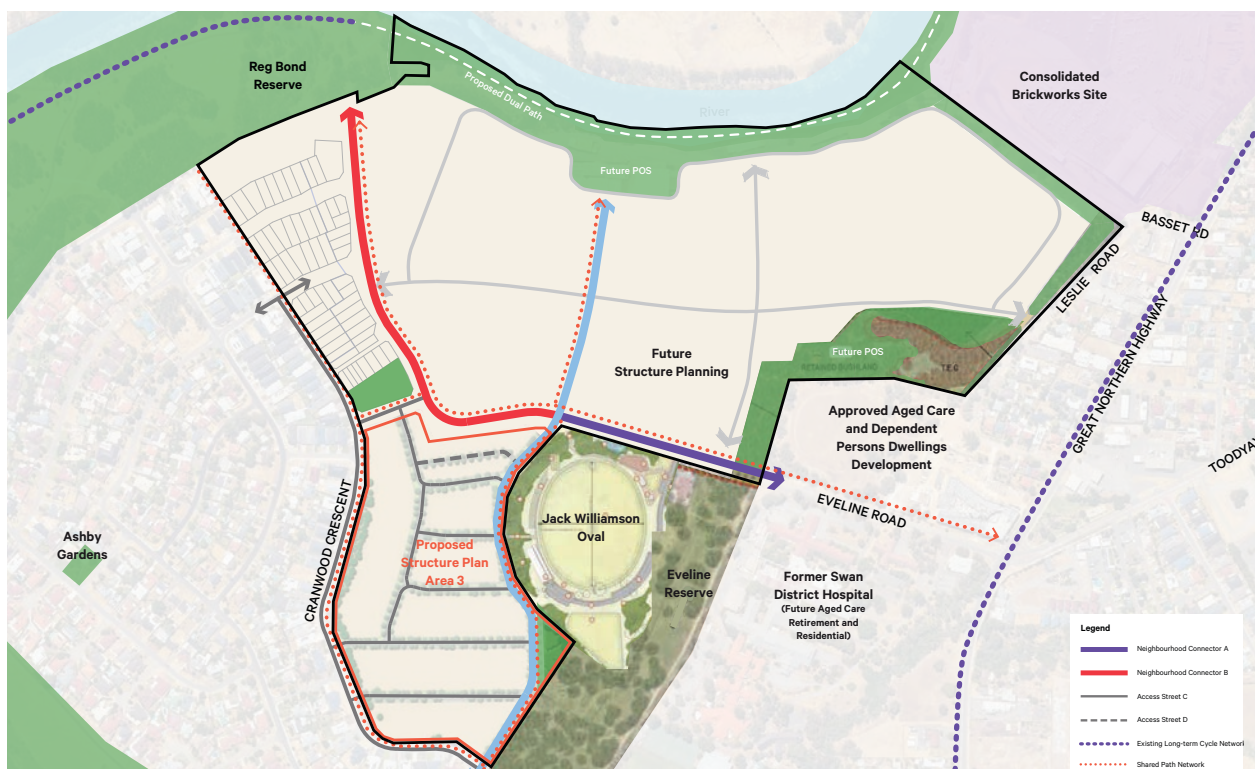 Reg Bond
Reserve
Proposed Dual Path
River
Consolidated
Brickworks Site
Future POS
BASSET RD
LESLIE ROAD
GREAT NORTHERN HIGHWAY
Future
Structure Planning
Future POS
RETAINED BUSHLAND
T.E.C
Approved Aged Care
and Dependent
Persons Dwellings
Development
TOODYA
EVELINE ROAD
CRANWOOD CRESCENT
Ashby
Gardens
Proposed
Structure Plan
Area 3
Jack Williamson
Oval
Eveline
Reserve
Former Swan
District Hospital
(Future Aged Care
Retirement and
Residential)
Legend
Neighbourhood Connector A
Neighbourhood Connector B
Access Street C
Access Street D
Existing Long-term Cycle Network
Shared Path Network